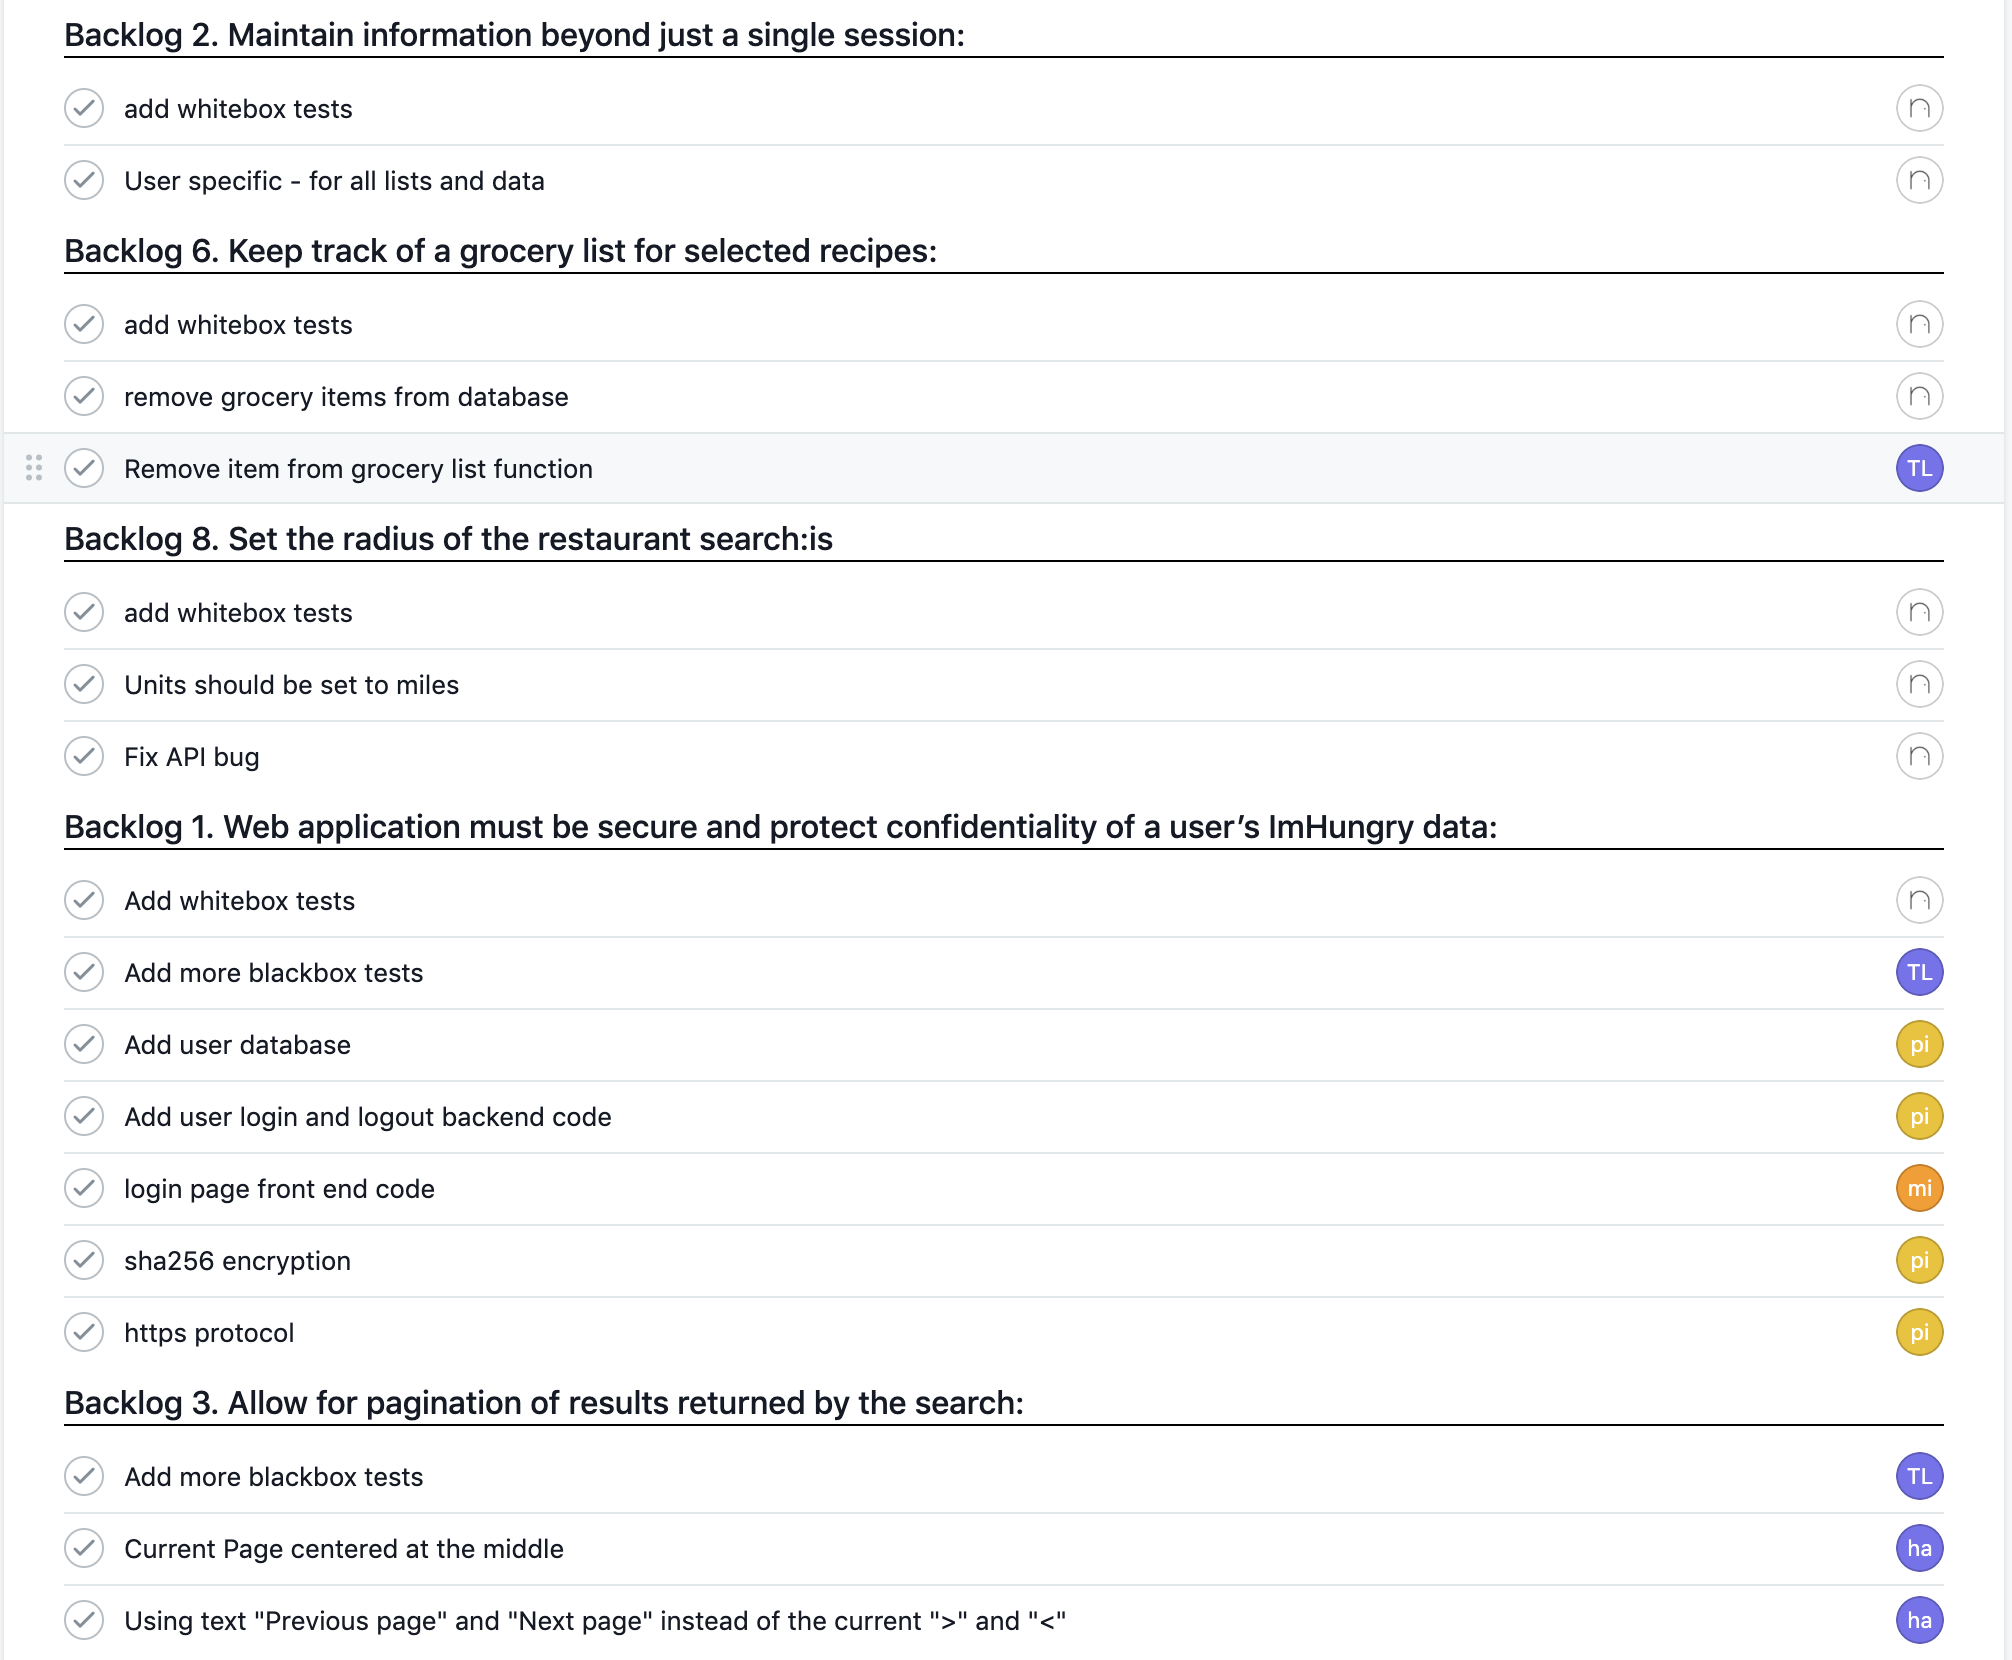 Backlog 2. Maintain information beyond just a single session:
add whitebox tests
User specific - for all lists and data
Backlog 6. Keep track of a grocery list for selected recipes:
add whitebox tests
remove grocery items from database
Remove item from grocery list function TL
Backlog 8. Set the radius of the restaurant search:is
add whitebox tests
Units should be set to miles
Fix API bug
Backlog 1. Web application must be secure and protect confidentiality of a user’s ImHungry data:
Add whitebox tests
Add more blackbox tests TL
Add user database pi
Add user login and logout backend code pi
login page front end code mi
sha256 encryption pi
https protocol pi
Backlog 3. Allow for pagination of results returned by the search:
Add more blackbox tests TL
Current Page centered at the middle ha
Using text "Previous page" and "Next page" instead of the current ">" and "<" ha